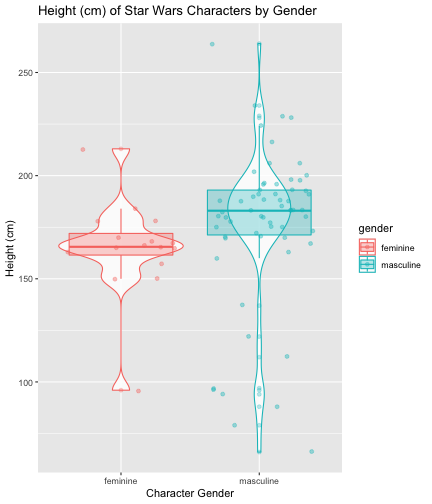 Height (cm) of Star Wars Characters by Gender
Height (cm)
250
200
150
100
feminine
masculine
Character Gender
gender
feminine
masculine